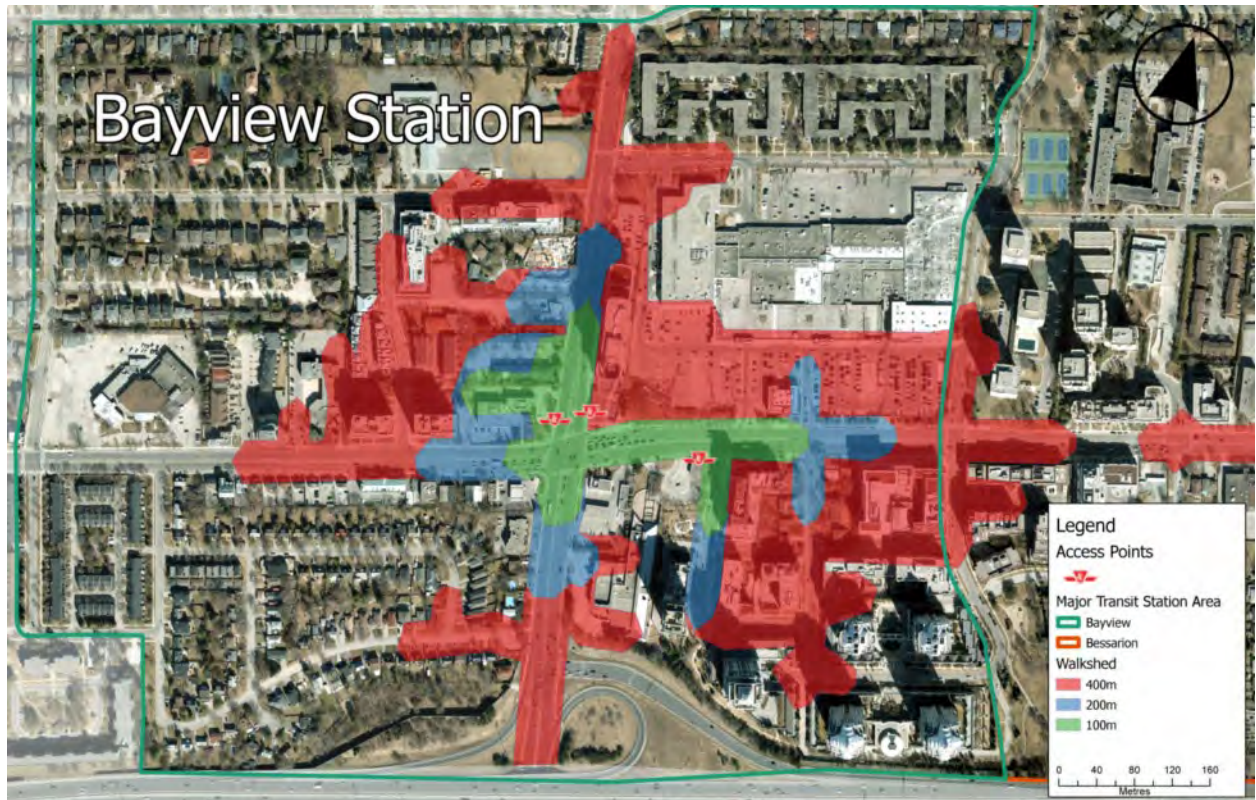 Bayview Station
Legend
Access Points
Major Transit Station Area
Bayview
Bessarion
Walkshed
400m
200m
100m
0 40 80 120 160
Metres